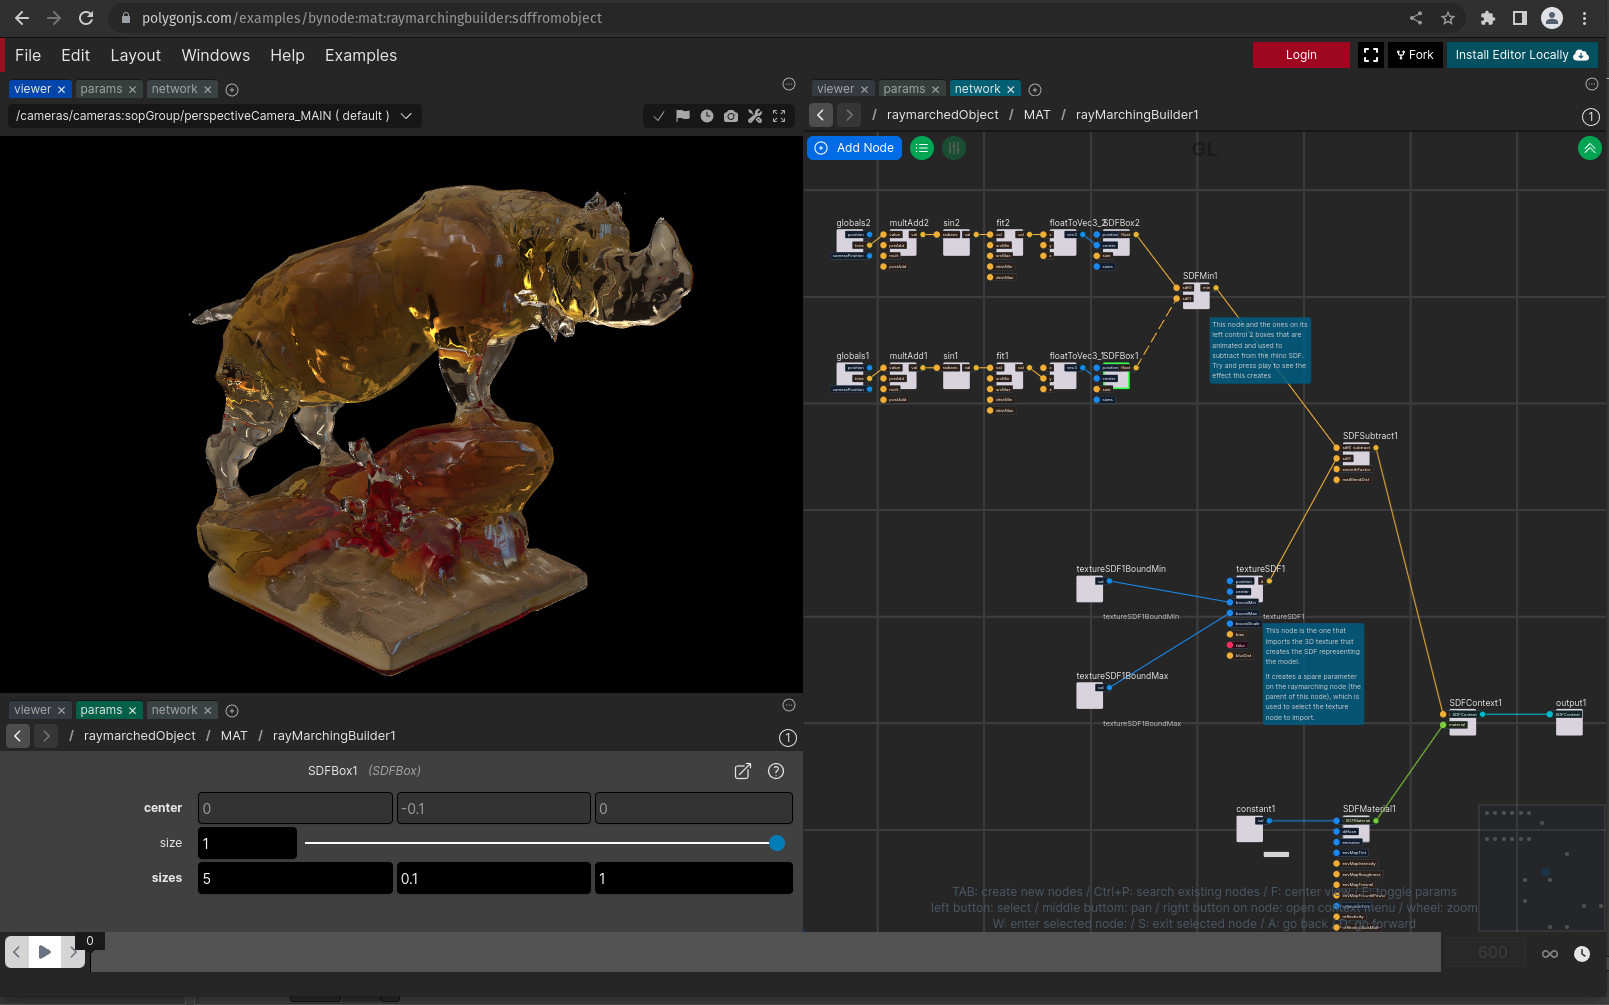 polygonjs.com/examples/bynode:mat:raymarchingbuilder:sdffromobject
File Edit Layout Windows Help Examples
Login
Fork
Install Editor Locally
viewer × params × network ×
/cameras/cameras:sopGroup/perspectiveCamera_MAIN ( default )
viewer × params × network ×
/ raymarchedObject / MAT / rayMarchingBuilder1
1
Add Node
GL
globals2 multAdd2 sin2 fit2 floatToVec3_2 SDFBox2
SDFMin1
This node and the ones on its
left control 2 boxes that are
animated and used to
subtract from the rhino SDF.
Try and press play to see the
effect this creates
globals1 multAdd1 sin1 fit1 floatToVec3_1 SDFBox1
SDFSubtract1
textureSDF1BoundMin
textureSDF1BoundMin
textureSDF1
textureSDF1
This node is the one that
imports the 3D texture that
creates the SDF representing
the model.
It creates a spare parameter
on the raymarching node (the
parent of this node), which is
used to select the texture
node to import.
textureSDF1BoundMax
textureSDF1BoundMax
SDFContext1
output1
constant1
SDFMaterial1
TAB: create new nodes / Ctrl+P: search existing nodes / F: center view / E: toggle params
left button: select / middle buttom: pan / right button on node: open context menu / wheel: zoom
W: enter selected node: / S: exit selected node / A: go back / D: go forward
viewer × params × network ×
/ raymarchedObject / MAT / rayMarchingBuilder1
1
SDFBox1 (SDFBox)
center 0 -0.1 0
size 1
sizes 5 0.1 1
0
600